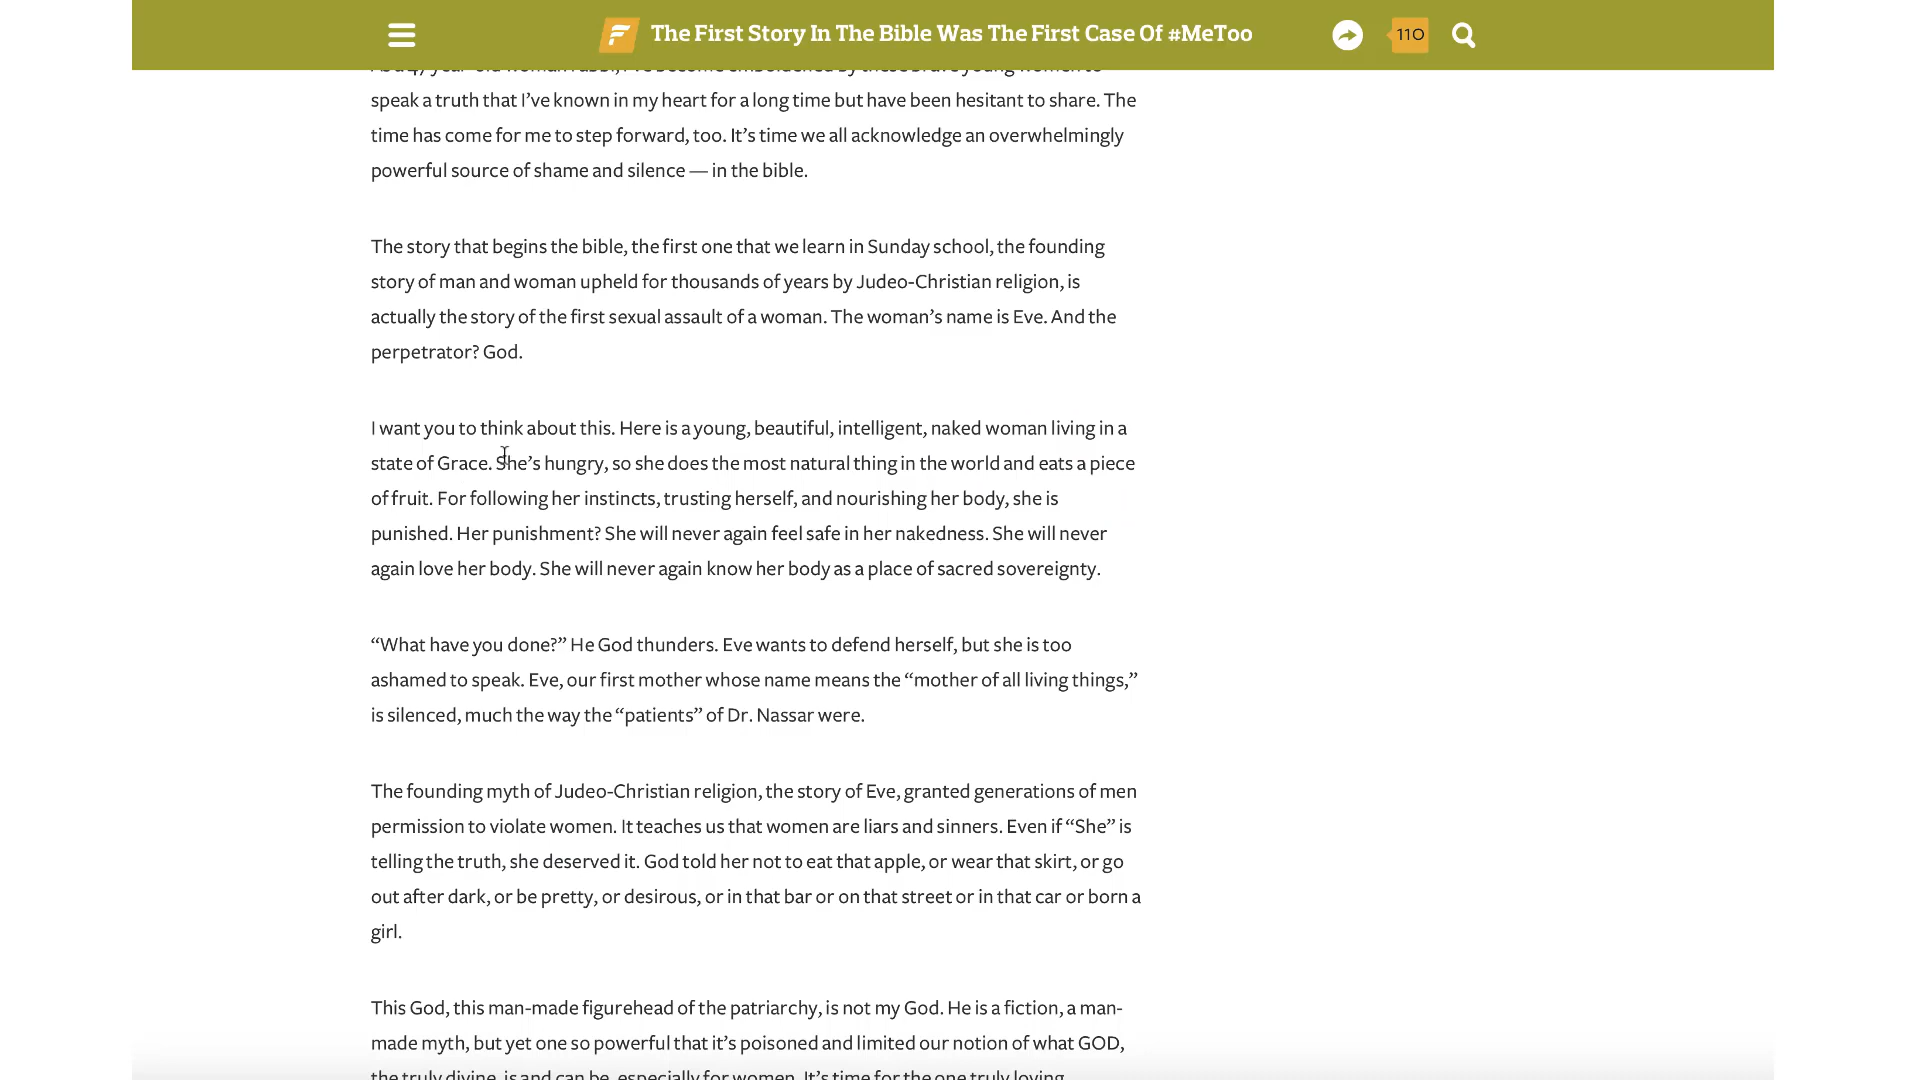 The First Story In The Bible Was The First Case Of #MeToo
110
speak a truth that I’ve known in my heart for a long time but have been hesitant to share. The
time has come for me to step forward, too. It’s time we all acknowledge an overwhelmingly
powerful source of shame and silence — in the bible.
The story that begins the bible, the first one that we learn in Sunday school, the founding
story of man and woman upheld for thousands of years by Judeo-Christian religion, is
actually the story of the first sexual assault of a woman. The woman’s name is Eve. And the
perpetrator? God.
I want you to think about this. Here is a young, beautiful, intelligent, naked woman living in a
state of Grace. She’s hungry, so she does the most natural thing in the world and eats a piece
of fruit. For following her instincts, trusting herself, and nourishing her body, she is
punished. Her punishment? She will never again feel safe in her nakedness. She will never
again love her body. She will never again know her body as a place of sacred sovereignty.
“What have you done?” He God thunders. Eve wants to defend herself, but she is too
ashamed to speak. Eve, our first mother whose name means the “mother of all living things,”
is silenced, much the way the “patients” of Dr. Nassar were.
The founding myth of Judeo-Christian religion, the story of Eve, granted generations of men
permission to violate women. It teaches us that women are liars and sinners. Even if “She” is
telling the truth, she deserved it. God told her not to eat that apple, or wear that skirt, or go
out after dark, or be pretty, or desirous, or in that bar or on that street or in that car or born a
girl.
This God, this man-made figurehead of the patriarchy, is not my God. He is a fiction, a man-
made myth, but yet one so powerful that it’s poisoned and limited our notion of what GOD,
the truly divine, is and can be, especially for women. It’s time for the one truly loving